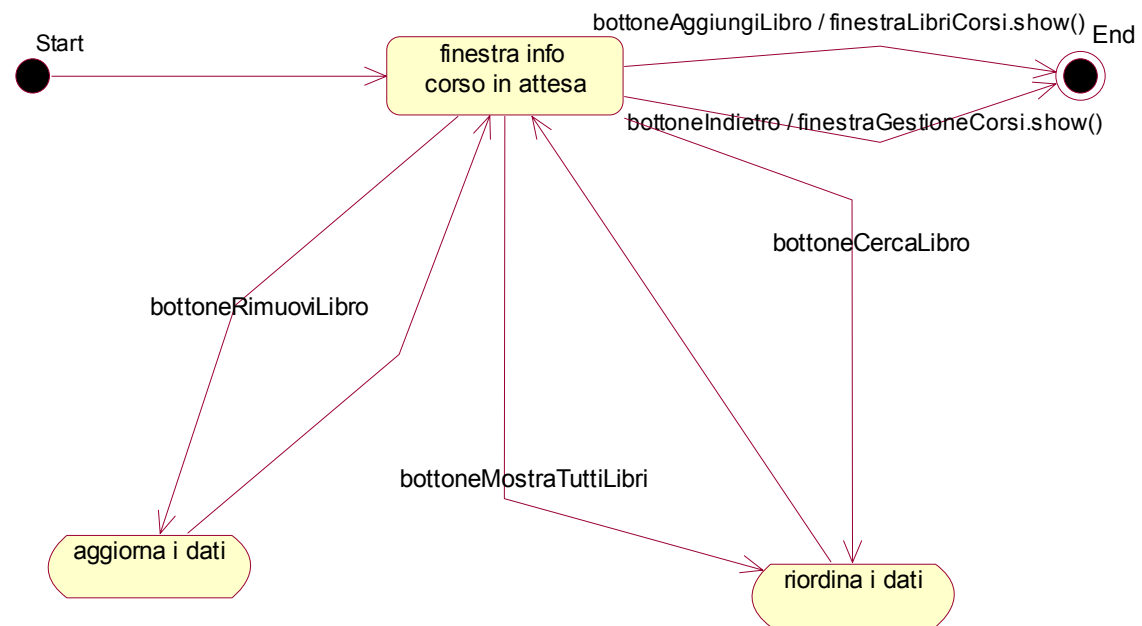 bottoneAggiungiLibro / finestraLibriCorsi.show()
End
Start
finestra info
corso in attesa
bottoneIndietro / finestraGestioneCorsi.show()
bottoneCercaLibro
bottoneRimuoviLibro
bottoneMostraTuttiLibri
aggiorna i dati
riordina i dati